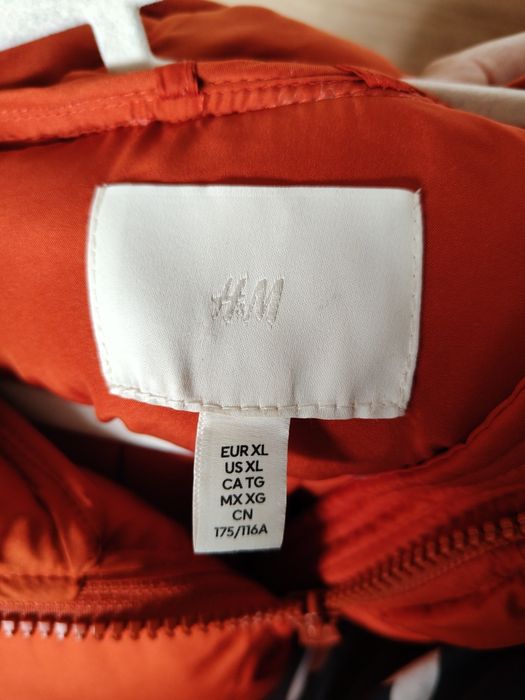 H&M
EUR XL
US XL
CA TG
MX XG
CN
175/116A